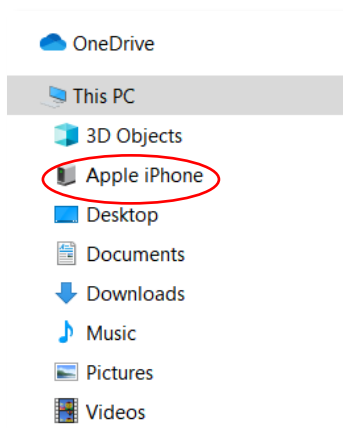 OneDrive
This PC
3D Objects
Apple iPhone
Desktop
Documents
Downloads
Music
Pictures
Videos